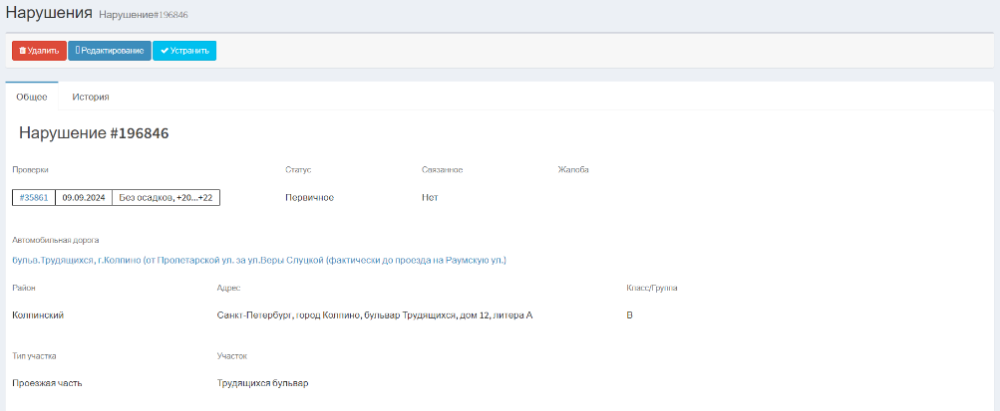 Нарушения Нарушение#196846
Удалить Редактирование Устранить
Общее История
Нарушение #196846
Проверки Статус Связанное Жалоба
#35861 09.09.2024 Без осадков, +20...+22 Первичное Нет
Автомобильная дорога
бульв.Трудящихся, г.Колпино (от Пролетарской ул. за ул.Веры Слуцкой (фактически до проезда на Раумскую ул.)
Район Адрес Класс/Группа
Колпинский Санкт-Петербург, город Колпино, бульвар Трудящихся, дом 12, литера А В
Тип участка Участок
Проезжая часть Трудящихся бульвар